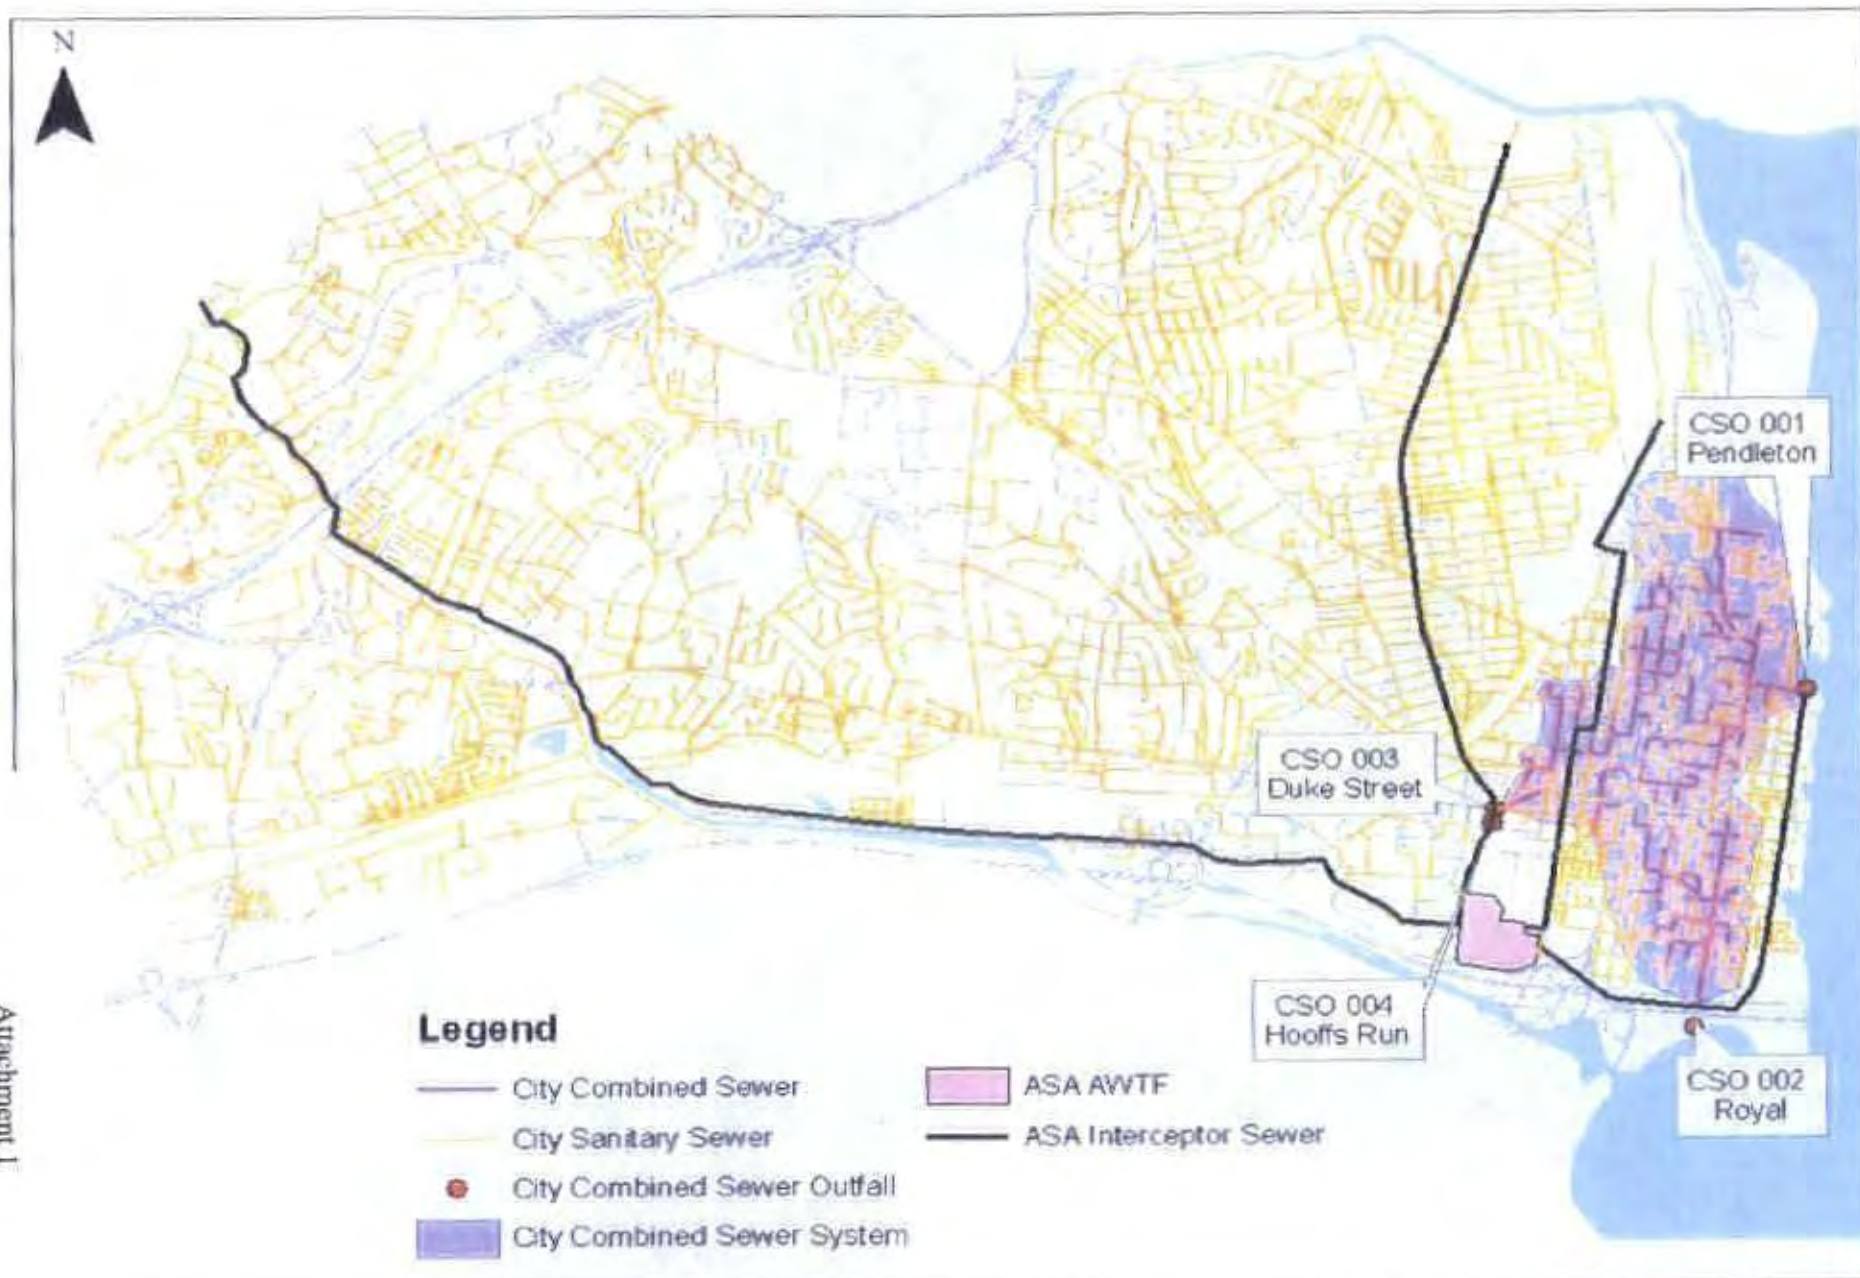 N
CSO 001
Pendleton
CSO 003
Duke Street
CSO 004
Hooffs Run
CSO 002
Royal
Legend
City Combined Sewer
City Sanitary Sewer
City Combined Sewer Outfall
City Combined Sewer System
ASA AWTF
ASA Interceptor Sewer
Attachment 1